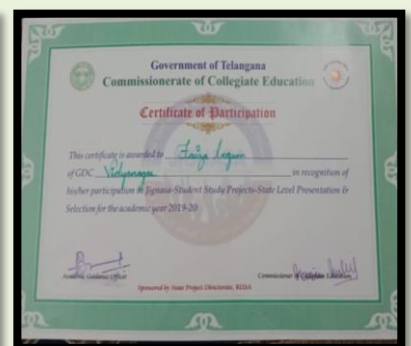 Government of Telangana
Commissionerate of Collegiate Education
Certificate of Participation
This certificate is awarded to Faiza begum
of GDC Vidyanagar in recognition of
his/her participation in Jignasa-Student Study Projects-State Level Presentation &
Selection for the academic year 2019-20
Academic Guidance Officer
Commissioner of Collegiate Education
Sponsored by State Project Directorate, RUSA